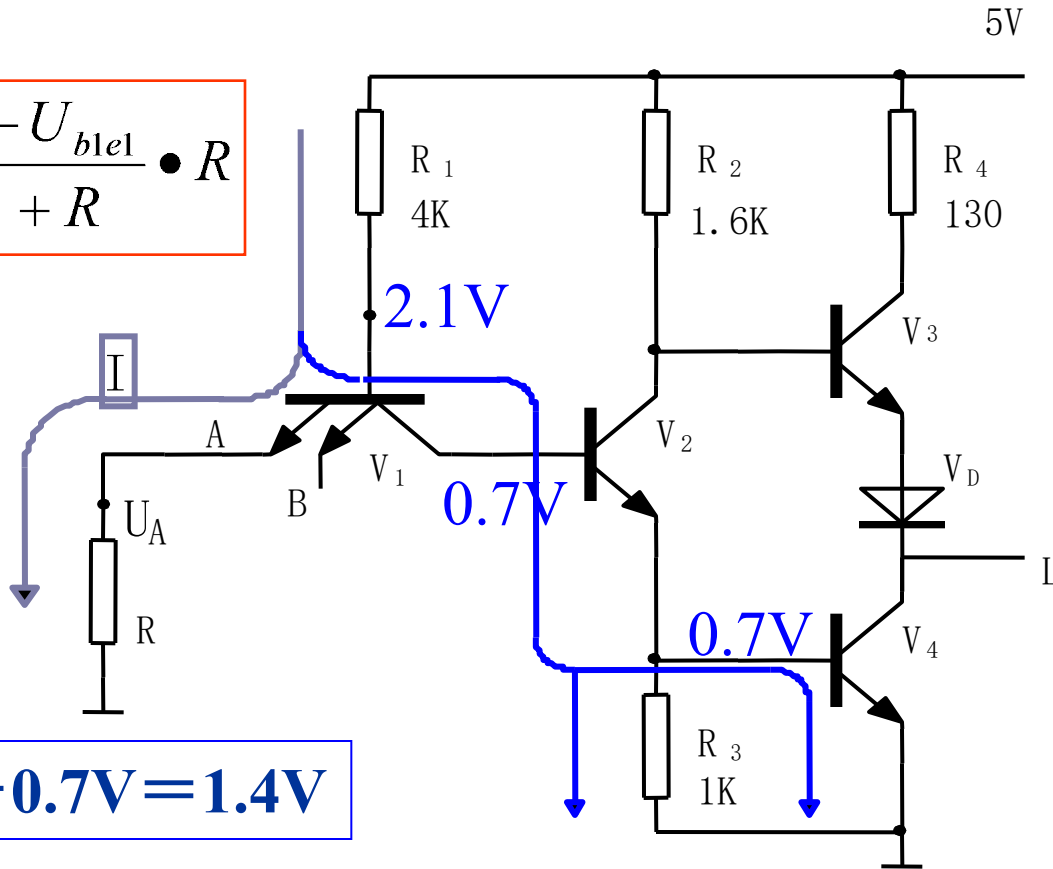 5V
− U b1e1
+ R
• R
R 1
4K
R 2
1. 6K
R 4
130
2.1V
V 3
I
A
V 1
V 2
B
0.7V
V D
U A
L
R
0.7V
V 4
R 3
1K
0.7V＝1.4V